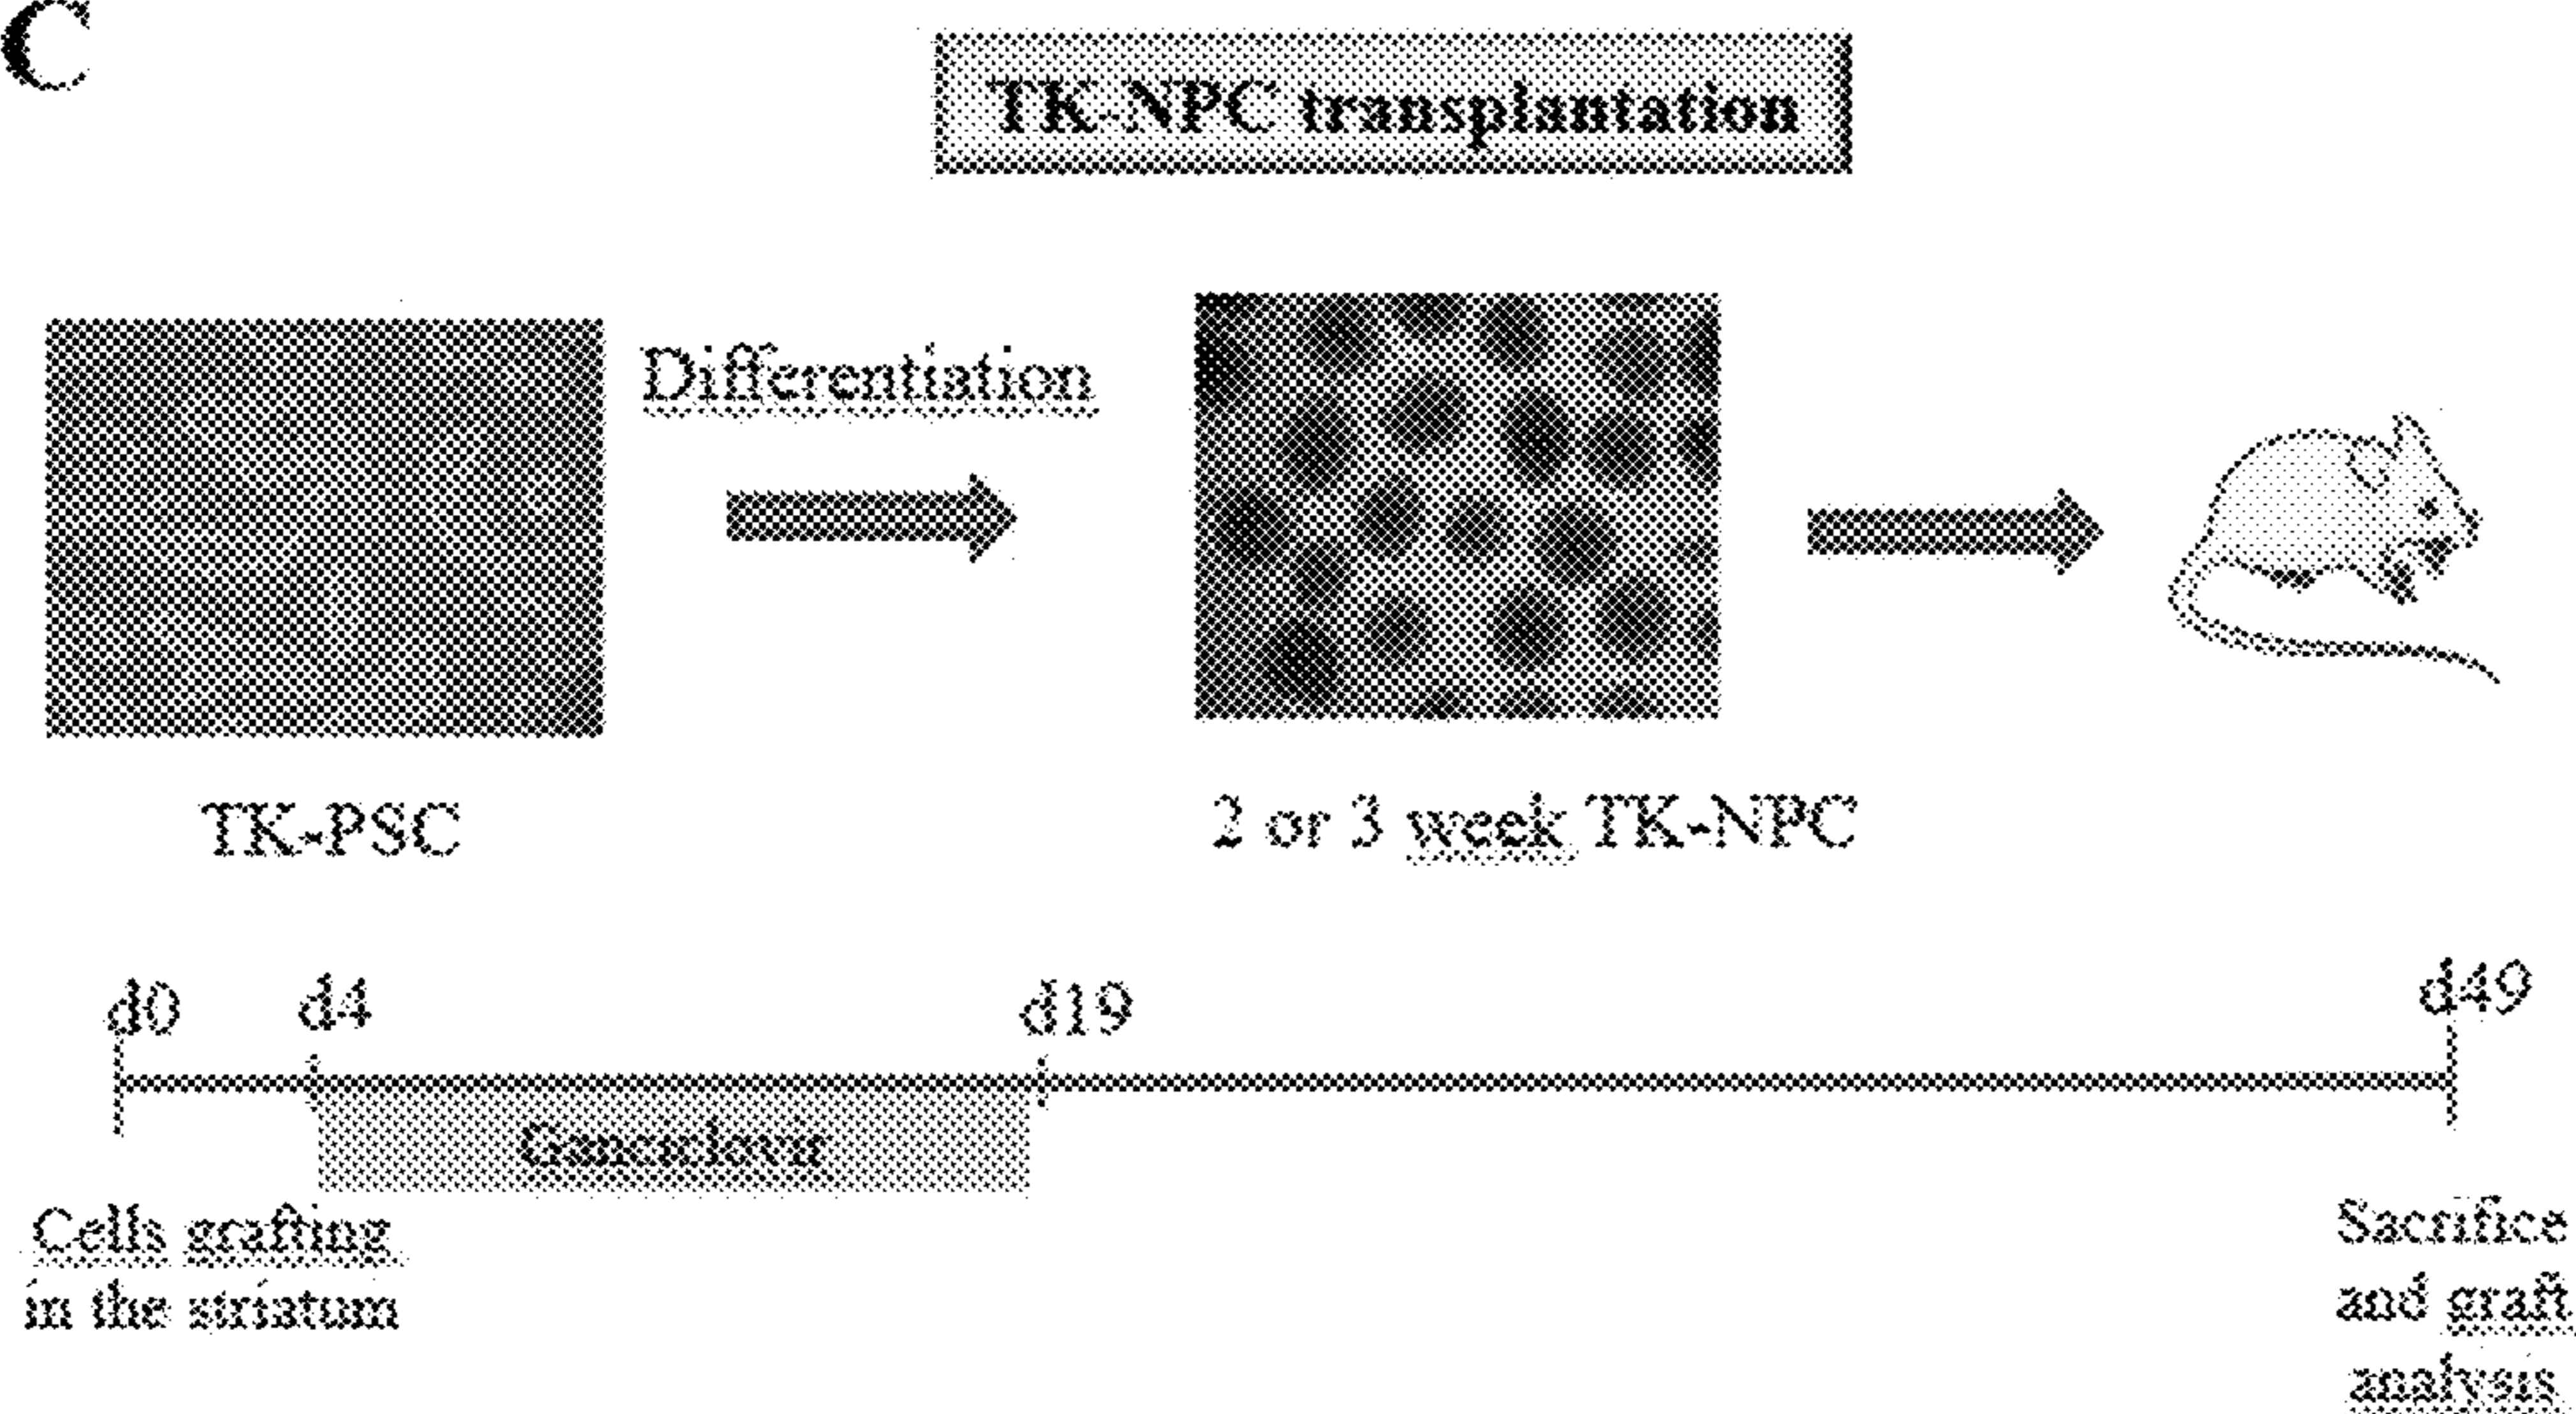 C
TK-NPC transplantation
Differentiation
TK-PSC
2 or 3 week TK-NPC
d0
d4
d19
d49
Ganciclovir
Cells grafting
in the striatum
Sacrifice
and graft
analysis